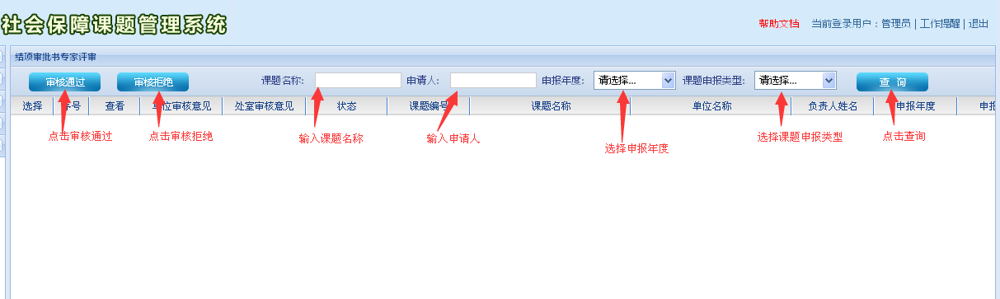 社会保障课题管理系统
帮助文档 当前登录用户：管理员 | 工作提醒 | 退出
结项审批书专家评审
审核通过 审核拒绝 课题名称: 申请人: 申报年度: 请选择... 课题申报类型: 请选择... 查 询
选择 序号 查看 单位审核意见 处室审核意见 状态 课题编号 课题名称 单位名称 负责人姓名 申报年度 申报
点击审核通过 点击审核拒绝 输入课题名称 输入申请人 选择申报年度 选择课题申报类型 点击查询